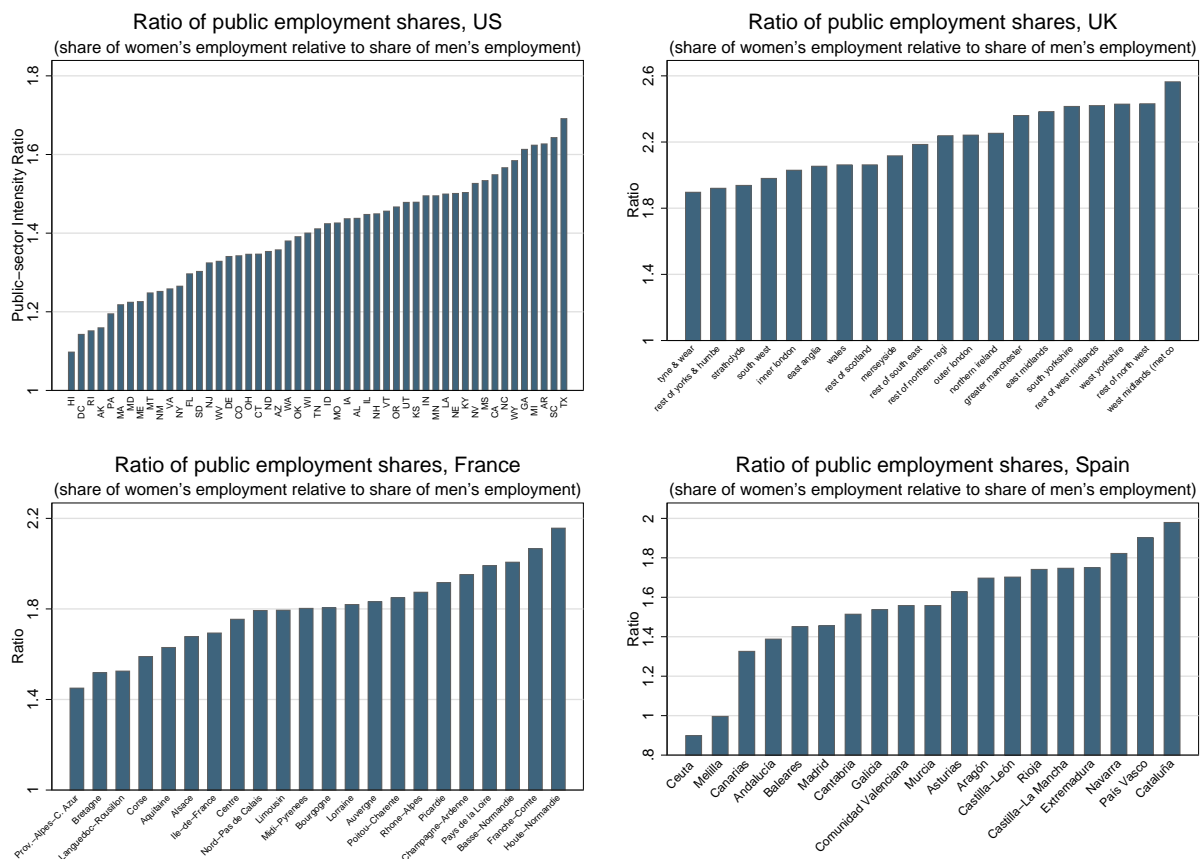 Ratio of public employment shares, US
(share of women's employment relative to share of men's employment)
Public−sector Intensity Ratio
1.8
1.6
1.4
1.2
1
HI DC RI AK PA MA MD ME MT NM VA NY FL SD NJ WV DE CO OH CT ND AZ WA OK WI TN ID MO IA AL IL NH VT OR UT KS IN MN LA NE KY NV MS CA NC WY GA MI AR SC TX
Ratio of public employment shares, UK
(share of women's employment relative to share of men's employment)
Ratio
2.6
2.2
1.8
1.4
1
tyne & wear
rest of yorks & humbe
strathclyde
south west
inner london
east anglia
wales
rest of scotland
merseyside
rest of south east
rest of northern regi
outer london
northern ireland
greater manchester
east midlands
south yorkshire
rest of west midlands
west yorkshire
rest of north west
west midlands (met co
Ratio of public employment shares, France
(share of women's employment relative to share of men's employment)
Ratio
2.2
1.8
1.4
1
Prov.−Alpes−C. Azur
Bretagne
Languedoc−Rousillon
Corse
Aquitaine
Alsace
Ile−de−France
Centre
Nord−Pas de Calais
Limousin
Midi−Pyrenees
Bourgogne
Lorraine
Auvergne
Poitou−Charente
Rhone−Alpes
Picardie
Champagne−Ardenne
Pays de la Loire
Basse−Normandie
Franche−Comte
Houte−Normandie
Ratio of public employment shares, Spain
(share of women's employment relative to share of men's employment)
Ratio
2
1.8
1.6
1.4
1.2
1
.8
Ceuta
Melilla
Canarias
Andalucía
Baleares
Madrid
Cantabria
Galicia
Comunidad Valenciana
Murcia
Asturias
Aragón
Castilla−León
Rioja
Castilla−La Mancha
Extremadura
Navarra
País Vasco
Cataluña